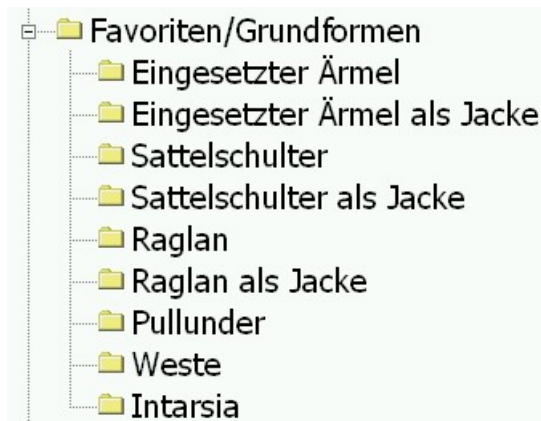 Favoriten/Grundformen
Eingesetzter Ärmel
Eingesetzter Ärmel als Jacke
Sattelschulter
Sattelschulter als Jacke
Raglan
Raglan als Jacke
Pullunder
Weste
Intarsia